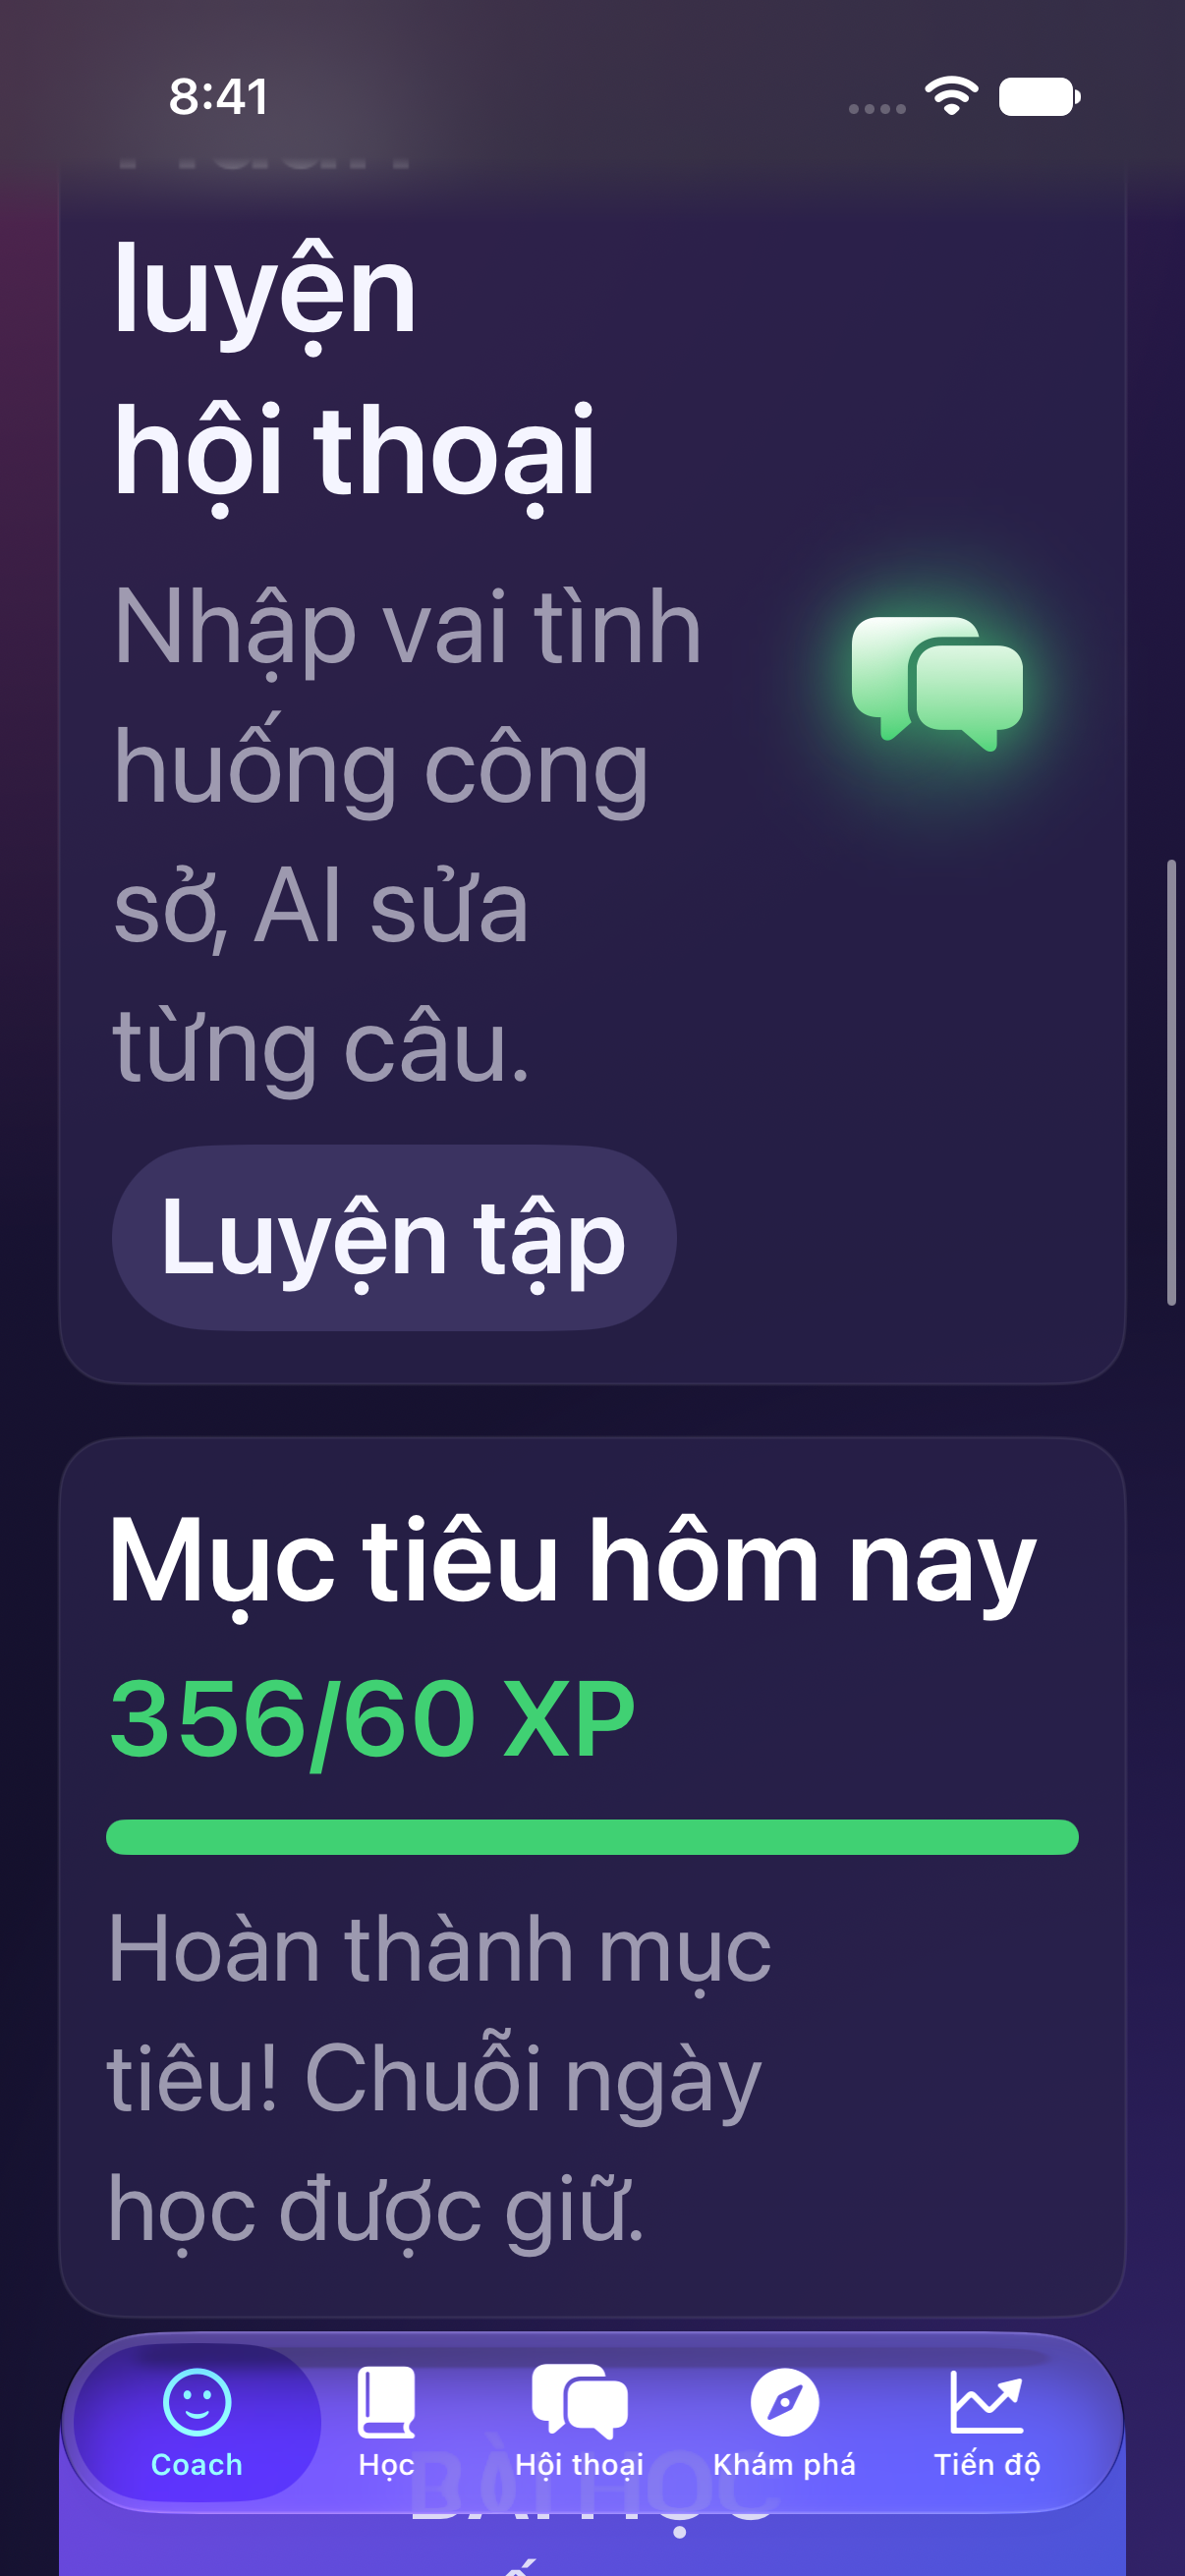 8:41
luyện
hội thoại
Nhập vai tình
huống công
sở, AI sửa
từng câu.
Luyện tập
Mục tiêu hôm nay
356/60 XP
Hoàn thành mục
tiêu! Chuỗi ngày
học được giữ.
Coach
Học
Hội thoại
Khám phá
Tiến độ
BÀI HỌC